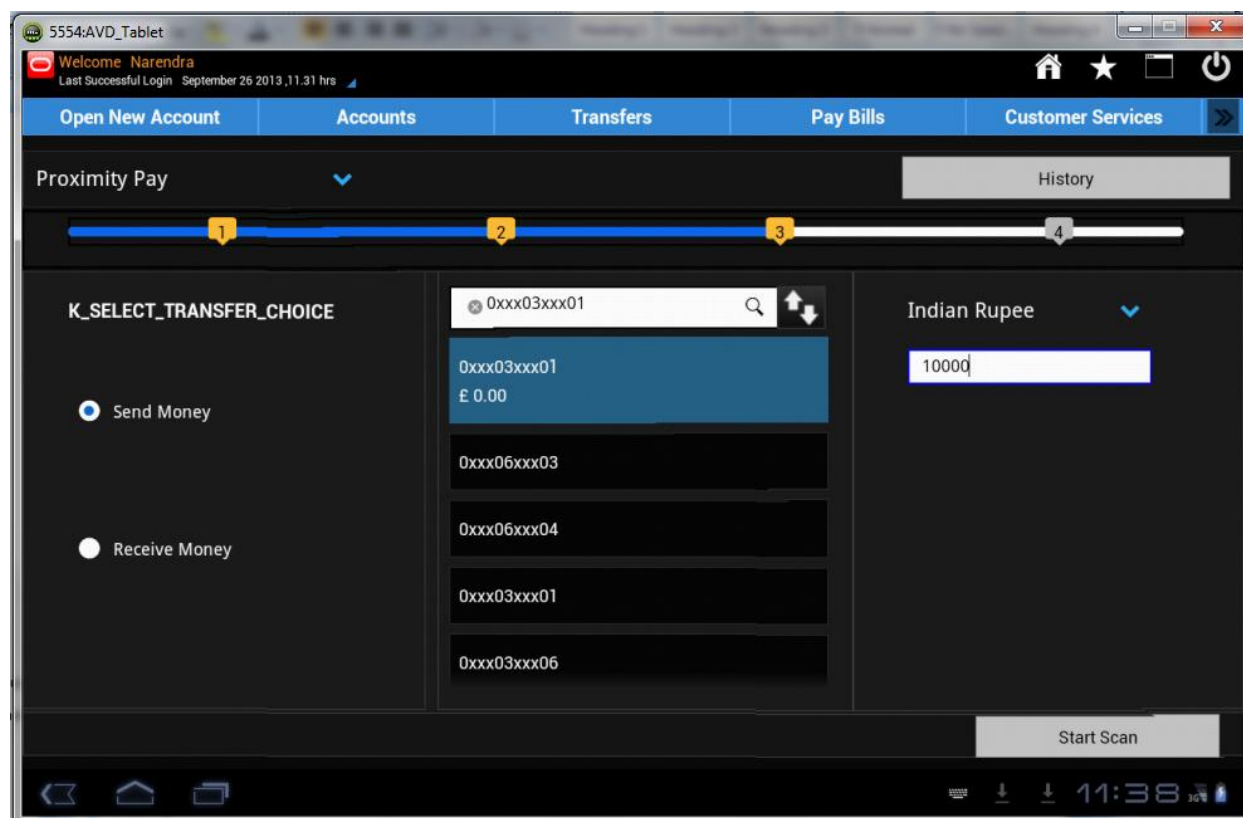 5554:AVD_Tablet
Welcome Narendra
Last Successful Login September 26 2013 ,11.31 hrs
Open New Account Accounts Transfers Pay Bills Customer Services
Proximity Pay
History
1 2 3 4
K_SELECT_TRANSFER_CHOICE
Send Money
Receive Money
0xxx03xxx01
0xxx03xxx01
£ 0.00
0xxx06xxx03
0xxx06xxx04
0xxx03xxx01
0xxx03xxx06
Indian Rupee
10000
Start Scan
11:38 3G